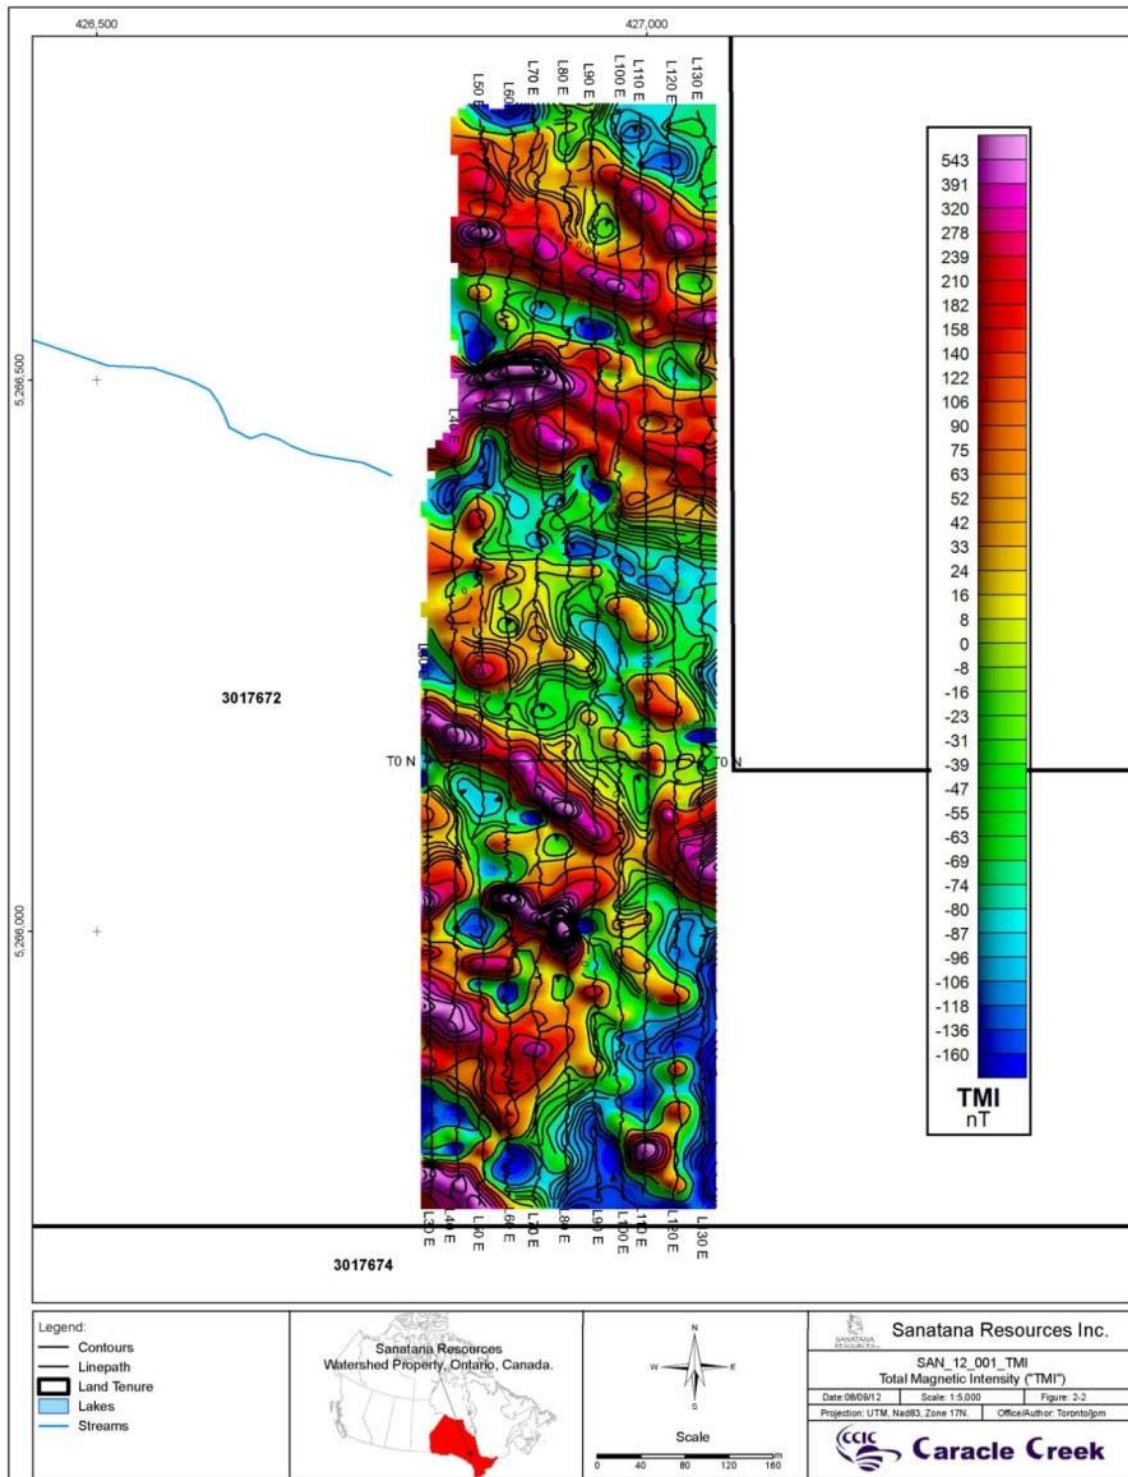 426,500
427,000
L50 E
L60
L70 E
L80 E
L90 E
L100 E
L110 E
L120 E
L130 E
543
391
320
278
239
210
182
158
140
122
106
90
75
63
52
42
33
24
16
8
0
-8
-16
-23
-31
-39
-47
-55
-63
-69
-74
-80
-87
-96
-106
-118
-136
-160
TMI
nT
5,266,500
L40 E
3017672
T0 N
T0 N
5,266,000
L30 E
L40 E
L50 E
L60 E
L70 E
L80 E
L90 E
L100 E
L110 E
L120 E
L130 E
3017674
Legend:
Contours
Linepath
Land Tenure
Lakes
Streams
Sanatana Resources
Watershed Property, Ontario, Canada.
N
W
E
S
Scale
m
0 40 80 120 160
SANATANA
RESOURCES
Sanatana Resources Inc.
SAN_12_001_TMI
Total Magnetic Intensity ("TMI")
Date:08/09/12 Scale: 1:5,000 Figure: 2-2
Projection: UTM, Nad83, Zone 17N. Office/Author: Toronto/jpm
CCIC Caracle Creek